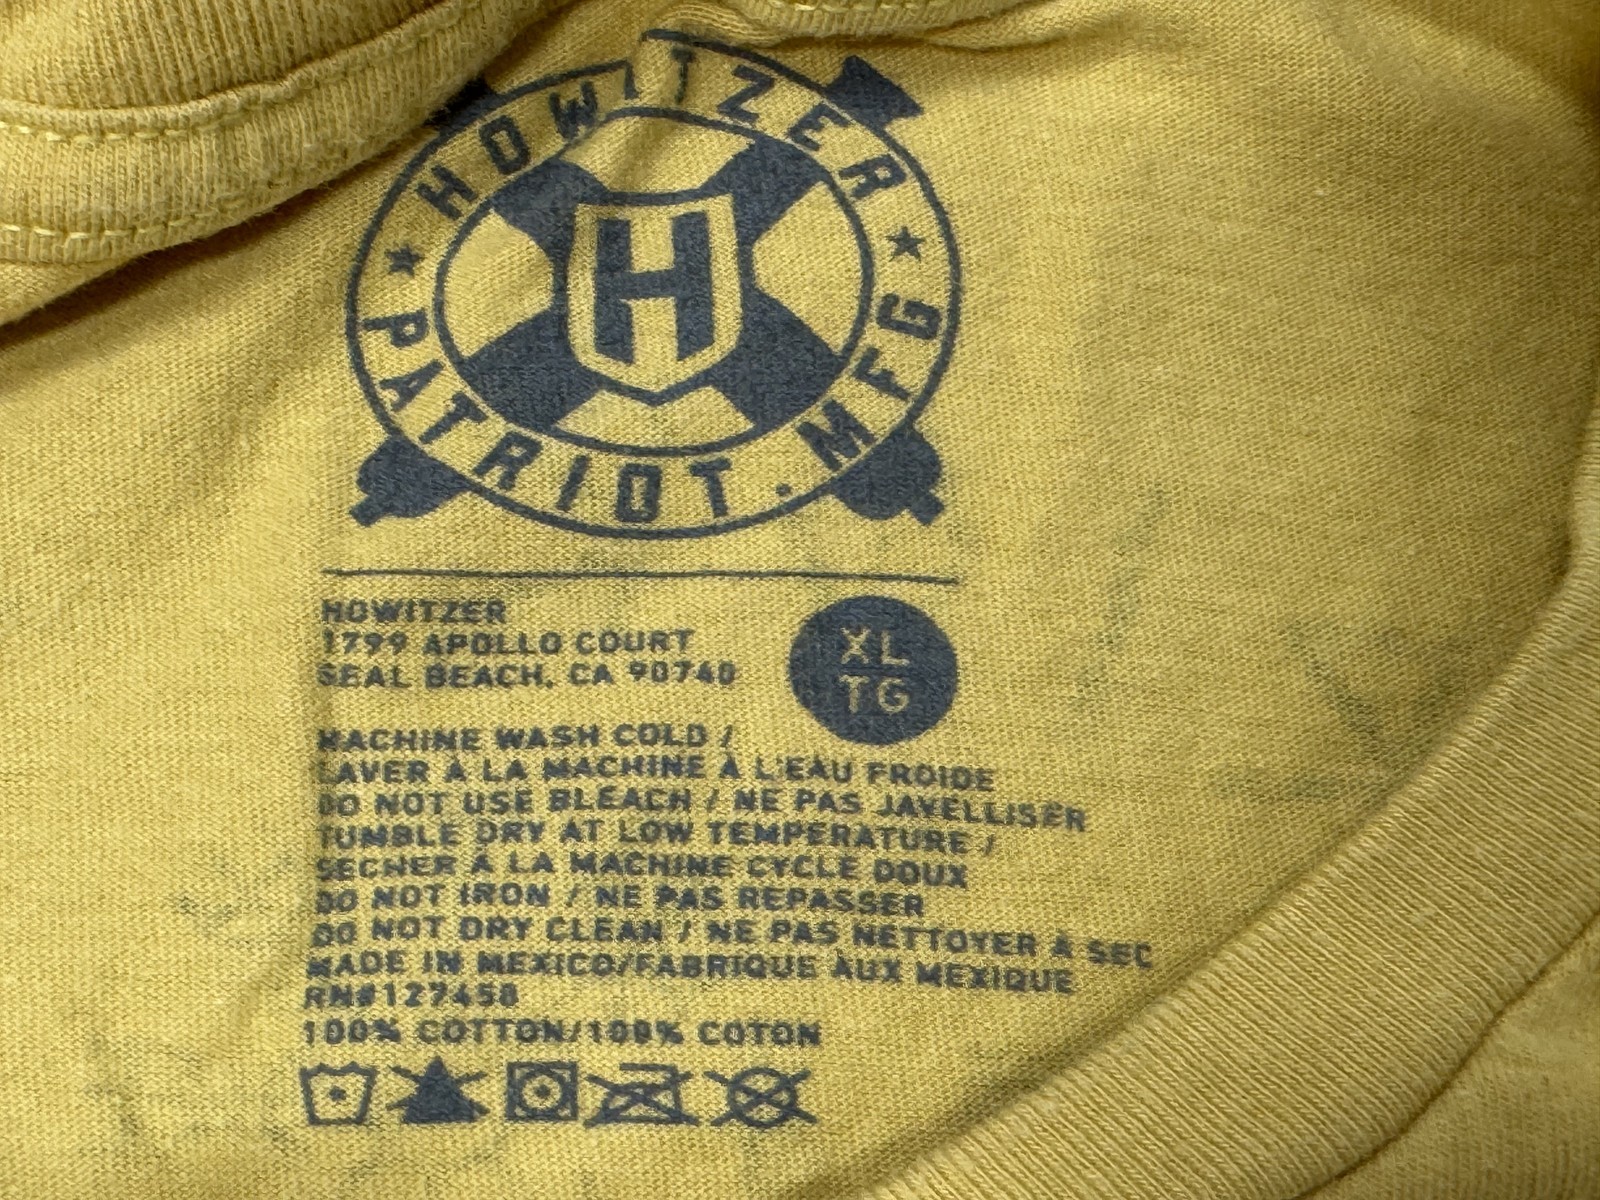 HOWITZER
PATRIOT. MFG
H
HOWITZER
1799 APOLLO COURT
SEAL BEACH, CA 90740
XL
TG
MACHINE WASH COLD /
LAVER À LA MACHINE À L'EAU FROIDE
DO NOT USE BLEACH / NE PAS JAVELLISER
TUMBLE DRY AT LOW TEMPERATURE /
SECHER À LA MACHINE CYCLE DOUX
DO NOT IRON / NE PAS REPASSER
DO NOT DRY CLEAN / NE PAS NETTOYER À SEC
MADE IN MEXICO/FABRIQUE AUX MEXIQUE
RN#127458
100% COTTON/100% COTON